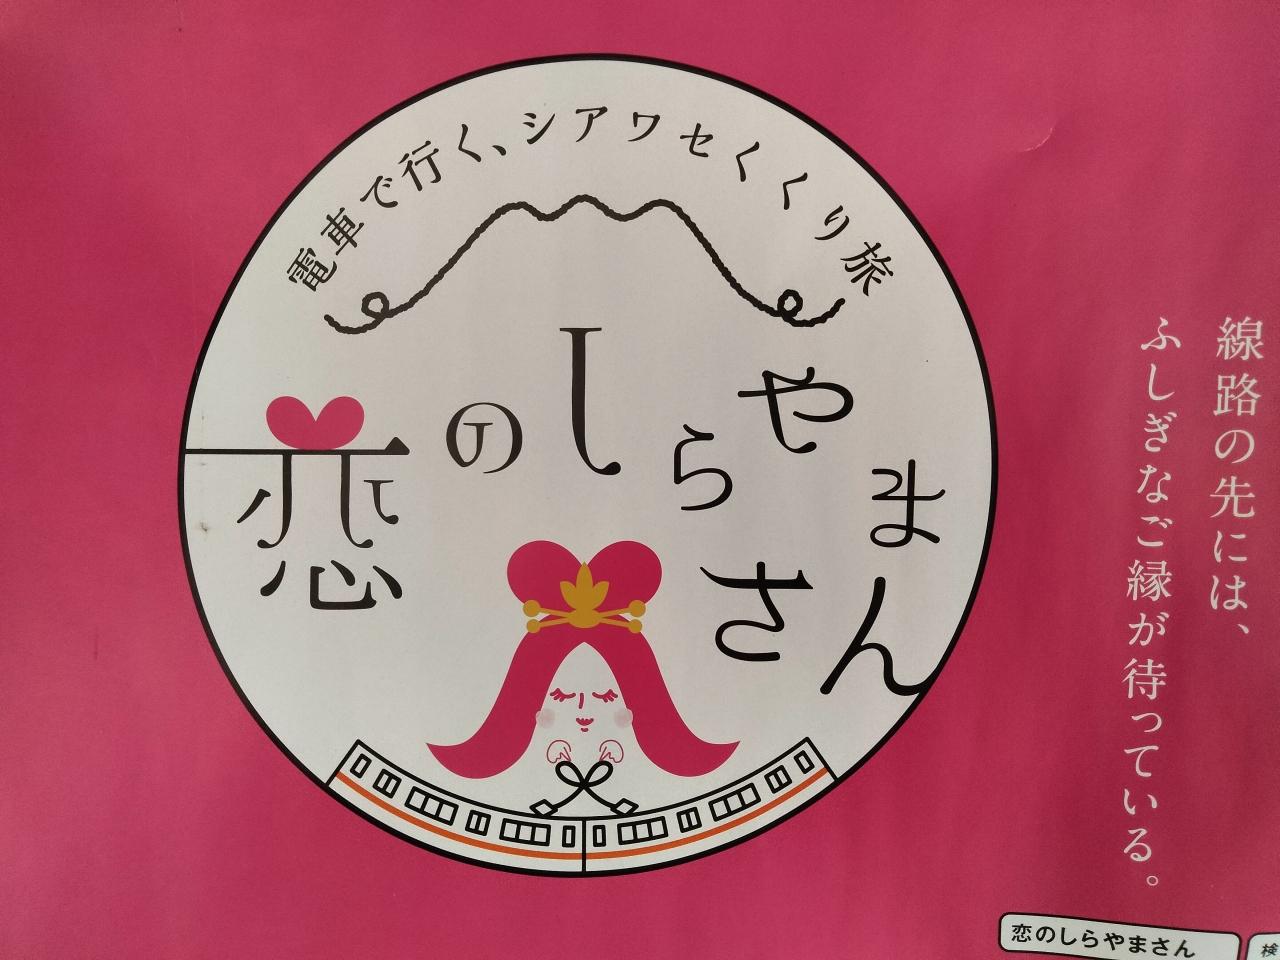 電車で行く、シアワセくくり旅
恋のしらやまさん
線路の先には、
ふしぎなご縁が待っている。
恋のしらやまさん
検